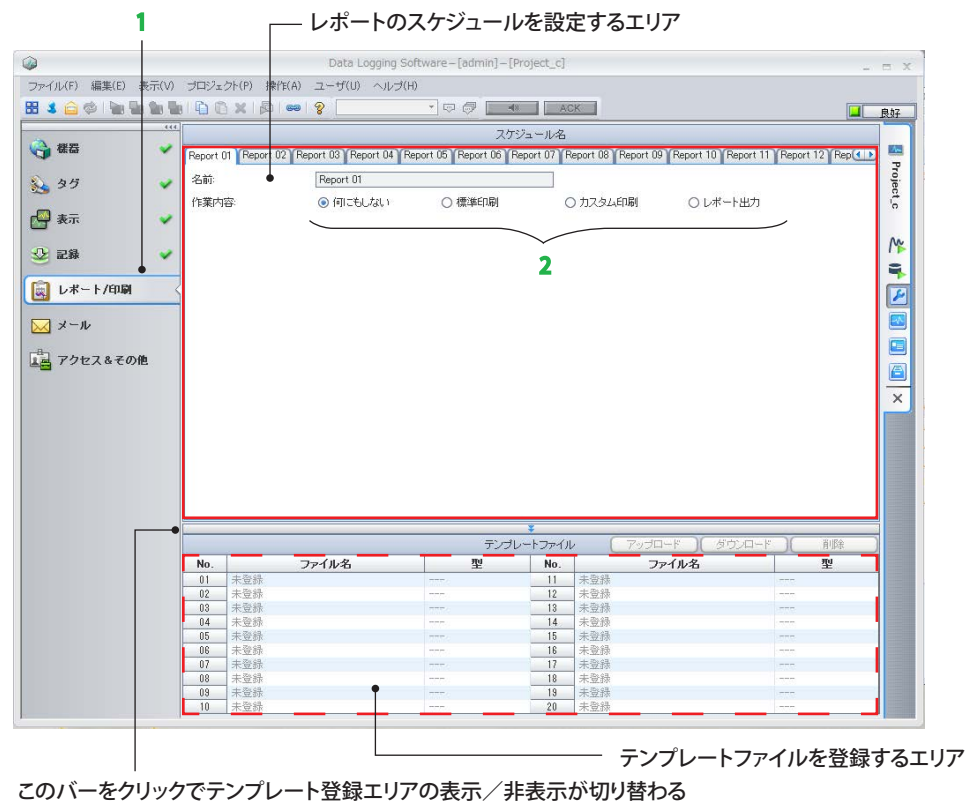 1
レポートのスケジュールを設定するエリア
Data Logging Software-[admin]-[Project_c]
ファイル(F) 編集(E) 表示(V) プロジェクト(P) 操作(A) ユーザ(U) ヘルプ(H)
ACK
良好
スケジュール名
機器
タグ
表示
記録
レポート/印刷
メール
アクセス&その他
Report 01 Report 02 Report 03 Report 04 Report 05 Report 06 Report 07 Report 08 Report 09 Report 10 Report 11 Report 12 Rep
名前: Report 01
作業内容: 何にもしない 標準印刷 カスタム印刷 レポート出力
2
Project_c
テンプレートファイル アップロード ダウンロード 削除
No. ファイル名 型 No. ファイル名 型
01 未登録 --- 11 未登録 ---
02 未登録 --- 12 未登録 ---
03 未登録 --- 13 未登録 ---
04 未登録 --- 14 未登録 ---
05 未登録 --- 15 未登録 ---
06 未登録 --- 16 未登録 ---
07 未登録 --- 17 未登録 ---
08 未登録 --- 18 未登録 ---
09 未登録 --- 19 未登録 ---
10 未登録 --- 20 未登録 ---
テンプレートファイルを登録するエリア
このバーをクリックでテンプレート登録エリアの表示/非表示が切り替わる